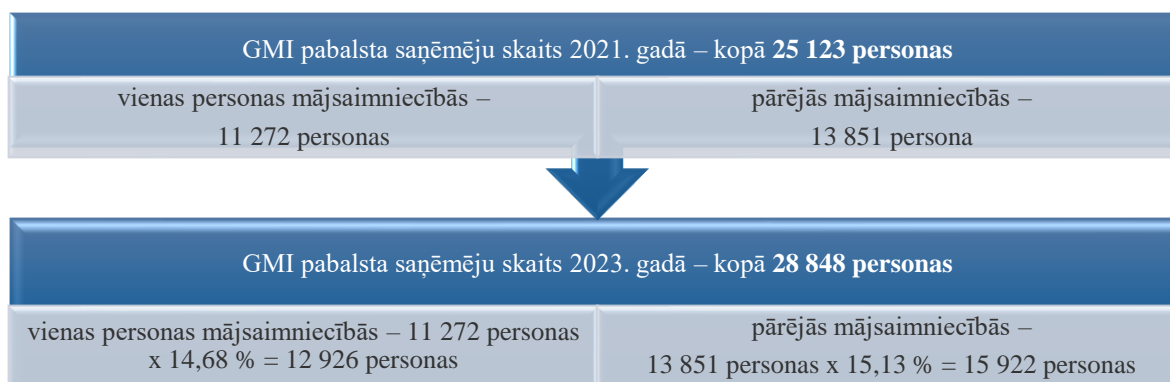 GMI pabalsta saņēmēju skaits 2021. gadā – kopā 25 123 personas
vienas personas mājsaimniecībās –
11 272 personas
pārējās mājsaimniecībās –
13 851 persona
GMI pabalsta saņēmēju skaits 2023. gadā – kopā 28 848 personas
vienas personas mājsaimniecībās – 11 272 personas
x 14,68 % = 12 926 personas
pārējās mājsaimniecībās –
13 851 personas x 15,13 % = 15 922 personas